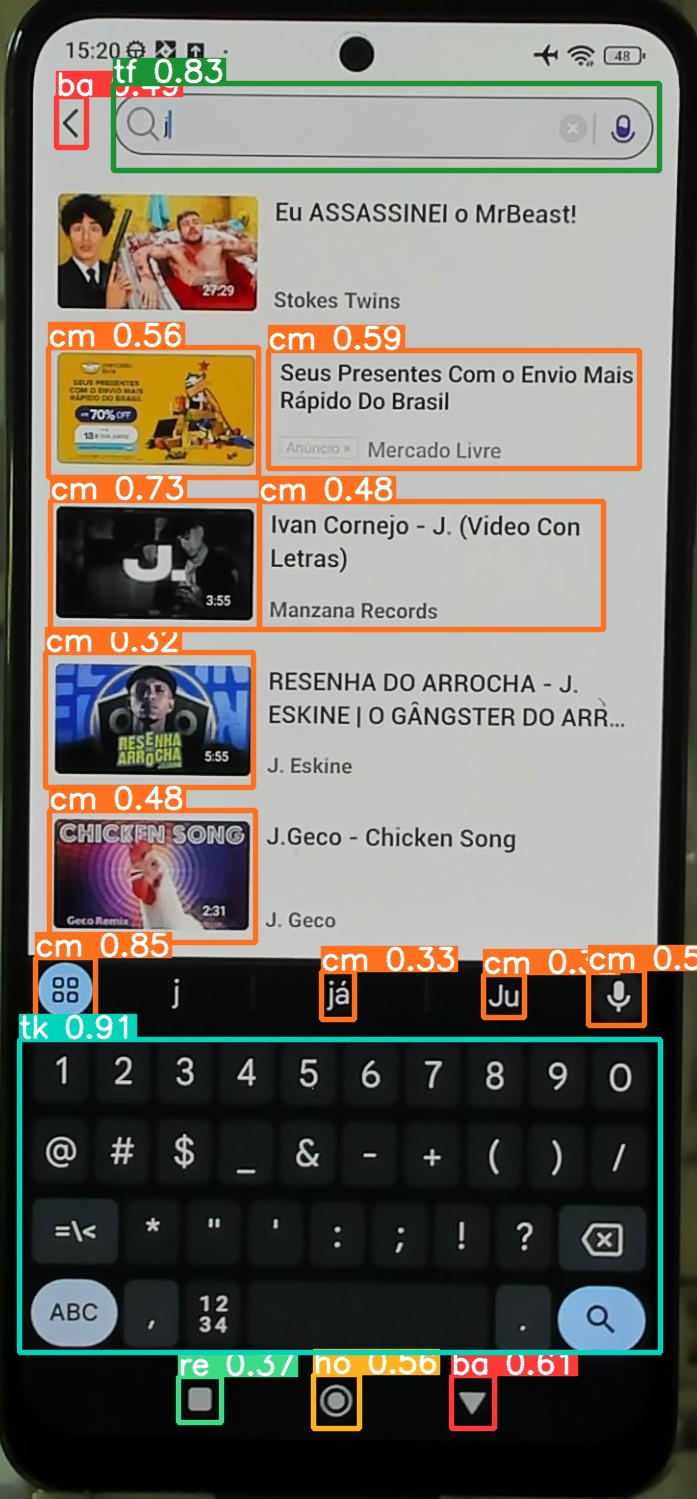 15:20
48
tf 0.83
ba 0.49
j
Eu ASSASSINEI o MrBeast!
27:29
Stokes Twins
cm 0.56
cm 0.59
mercado livre
SEUS PRESENTES
COM O ENVIO MAIS
RÁPIDO DO BRASIL
70% OFF
18x
Seus Presentes Com o Envio Mais
Rápido Do Brasil
Anúncio × Mercado Livre
cm 0.73
cm 0.48
J.
3:55
Ivan Cornejo - J. (Video Con
Letras)
Manzana Records
cm 0.32
RESENHA
ARROCHA
5:55
RESENHA DO ARROCHA - J.
ESKINE | O GÂNGSTER DO ARR...
J. Eskine
cm 0.48
CHICKEN SONG
Geco Remix
2:31
J.Geco - Chicken Song
J. Geco
cm 0.85
cm 0.33
cm 0.3
cm 0.5
j já Ju
tk 0.91
1 2 3 4 5 6 7 8 9 0
@ # $ _ & - + ( ) /
=\< * " ' : ; ! ?
ABC , 12 .
34
re 0.37
ho 0.56
ba 0.61